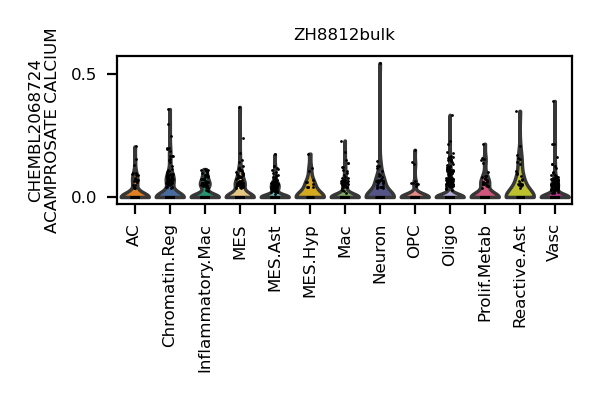 ZH8812bulk
CHEMBL2068724
ACAMPROSATE CALCIUM
0.5
0.0
AC
Chromatin.Reg
Inflammatory.Mac
MES
MES.Ast
MES.Hyp
Mac
Neuron
OPC
Oligo
Prolif.Metab
Reactive.Ast
Vasc